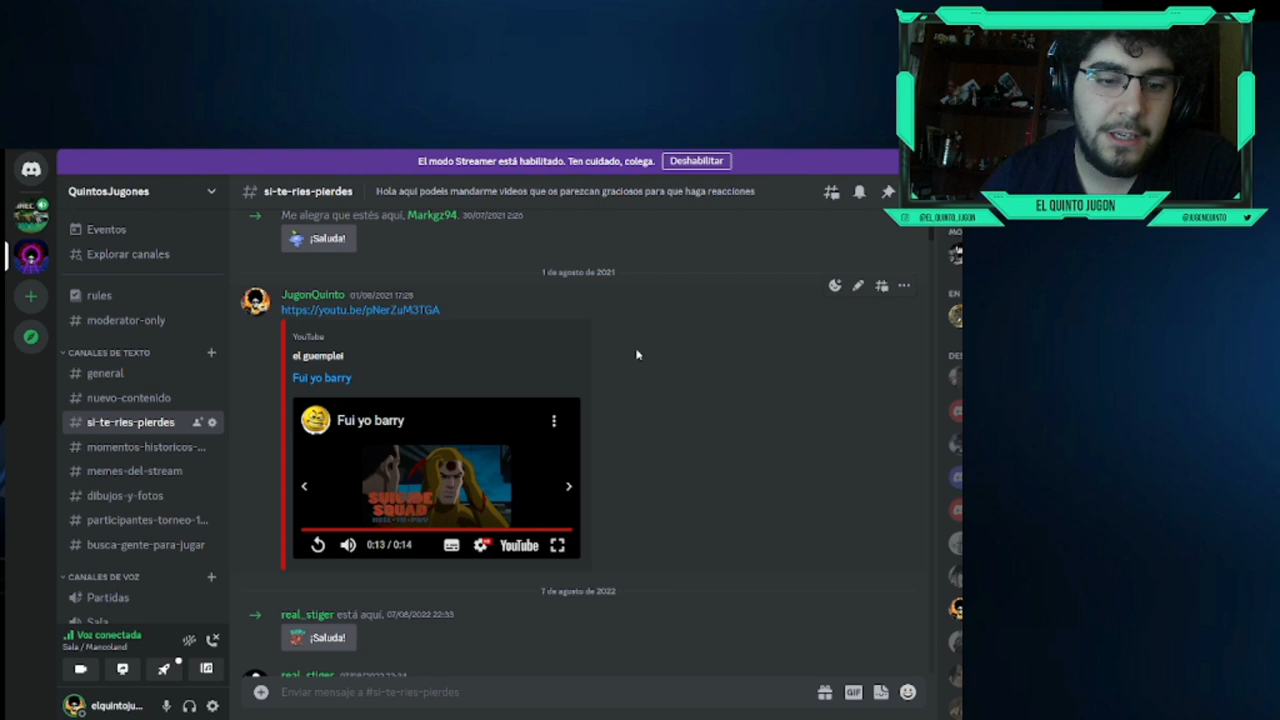 El modo Streamer está habilitado. Ten cuidado, colega.
Deshabilitar
EL QUINTO JUGON
@EL_QUINTO_JUGON
@JUGONQUINTO
QuintosJugones
si-te-ries-pierdes
Hola aqui podeis mandarme videos que os parezcan graciosos para que haga reacciones
Eventos
Explorar canales
rules
moderator-only
CANALES DE TEXTO
general
nuevo-contenido
si-te-ries-pierdes
momentos-historicos-...
memes-del-stream
dibujos-y-fotos
participantes-torneo-1...
busca-gente-para-jugar
CANALES DE VOZ
Partidas
Sala
Voz conectada
Sala / Mancoland
elquintoju...
Me alegra que estés aquí, Markgz94. 30/07/2021 2:26
¡Saluda!
1 de agosto de 2021
JugonQuinto 01/08/2021 17:28
https://youtu.be/pNerZuM3TGA
YouTube
el guemplei
Fui yo barry
Fui yo barry
SUICIDE
SQUAD
HELL TO PAY
0:13 / 0:14
YouTube
7 de agosto de 2022
real_stiger está aquí. 07/08/2022 22:33
¡Saluda!
real_stiger
Enviar mensaje a #si-te-ries-pierdes
GIF